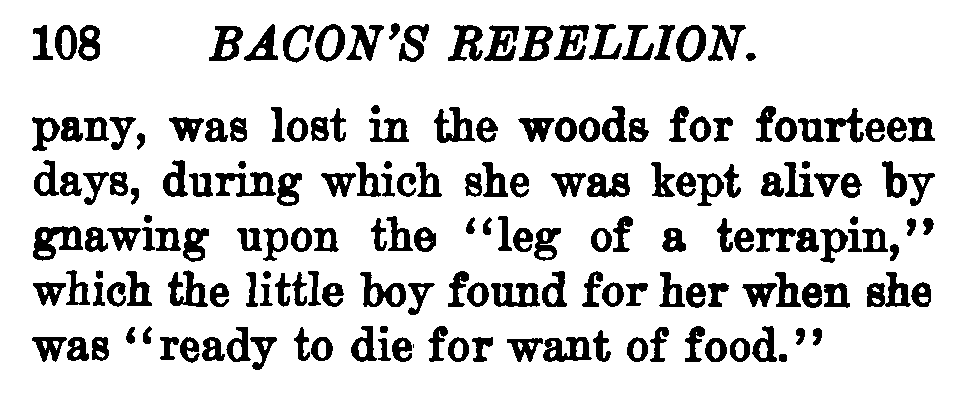 108 BACON'S REBELLION.
pany, was lost in the woods for fourteen
days, during which she was kept alive by
gnawing upon the "leg of a terrapin,"
which the little boy found for her when she
was "ready to die for want of food."